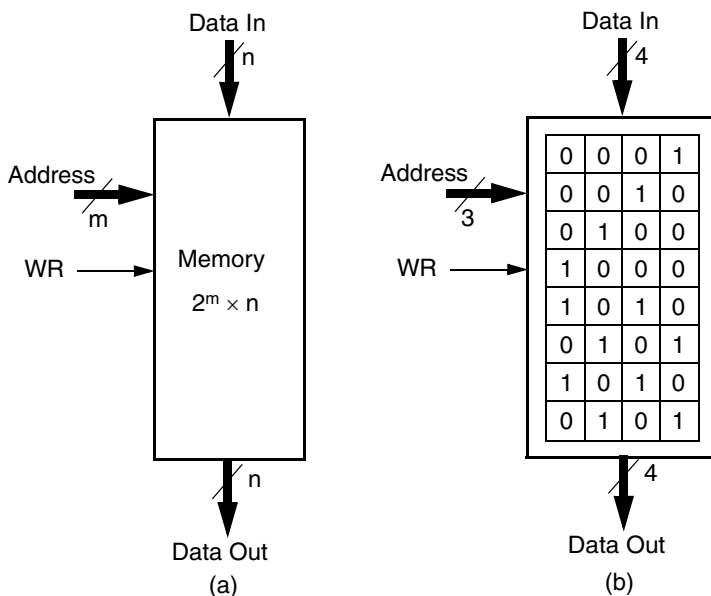 Data In
n
Address
m
WR
Memory
2ᵐ × n
n
Data Out
(a)
Data In
4
Address
3
WR
0 0 0 1
0 0 1 0
0 1 0 0
1 0 0 0
1 0 1 0
0 1 0 1
1 0 1 0
0 1 0 1
4
Data Out
(b)